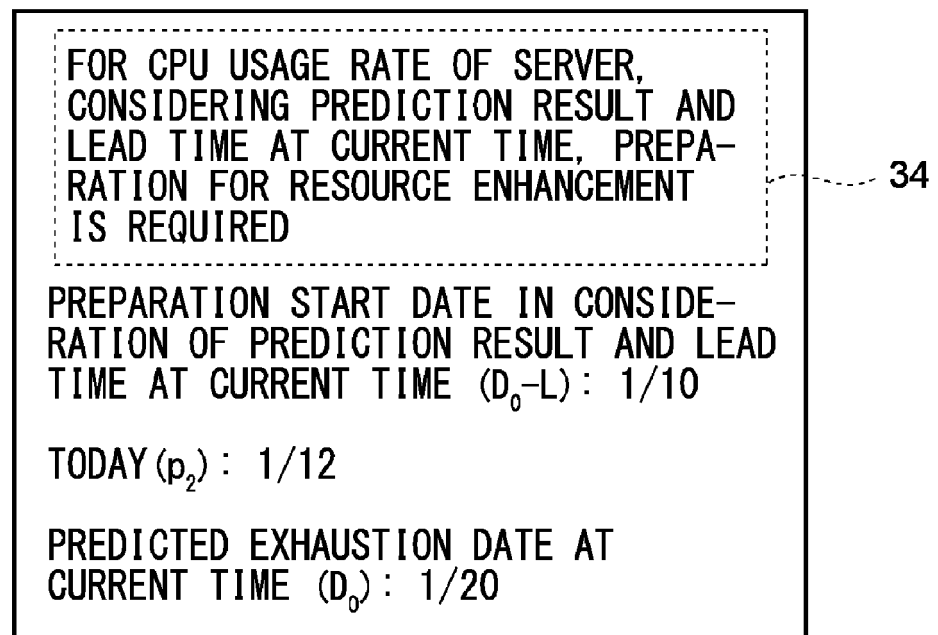 FOR CPU USAGE RATE OF SERVER,
CONSIDERING PREDICTION RESULT AND
LEAD TIME AT CURRENT TIME, PREPA-
RATION FOR RESOURCE ENHANCEMENT
IS REQUIRED
34
PREPARATION START DATE IN CONSIDE-
RATION OF PREDICTION RESULT AND LEAD
TIME AT CURRENT TIME (D₀-L): 1/10
TODAY(p₂): 1/12
PREDICTED EXHAUSTION DATE AT
CURRENT TIME (D₀): 1/20